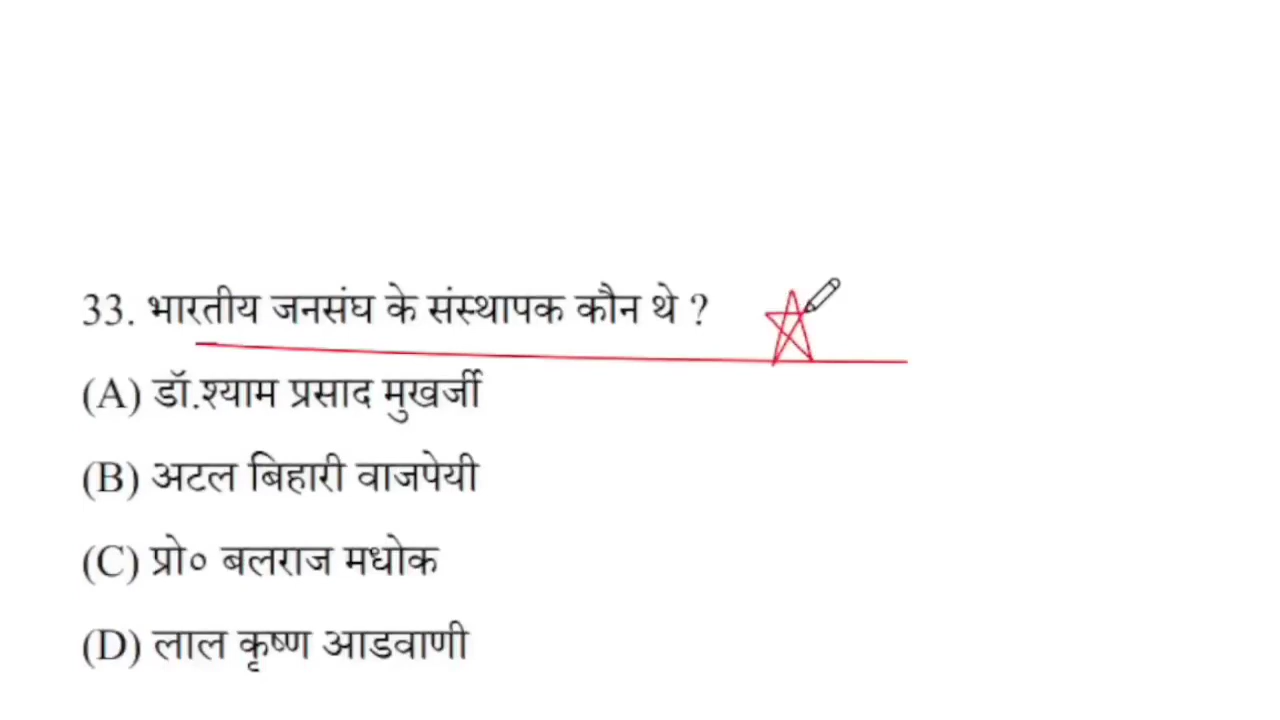 33. भारतीय जनसंघ के संस्थापक कौन थे ?
(A) डॉ.श्याम प्रसाद मुखर्जी
(B) अटल बिहारी वाजपेयी
(C) प्रो० बलराज मधोक
(D) लाल कृष्ण आडवाणी